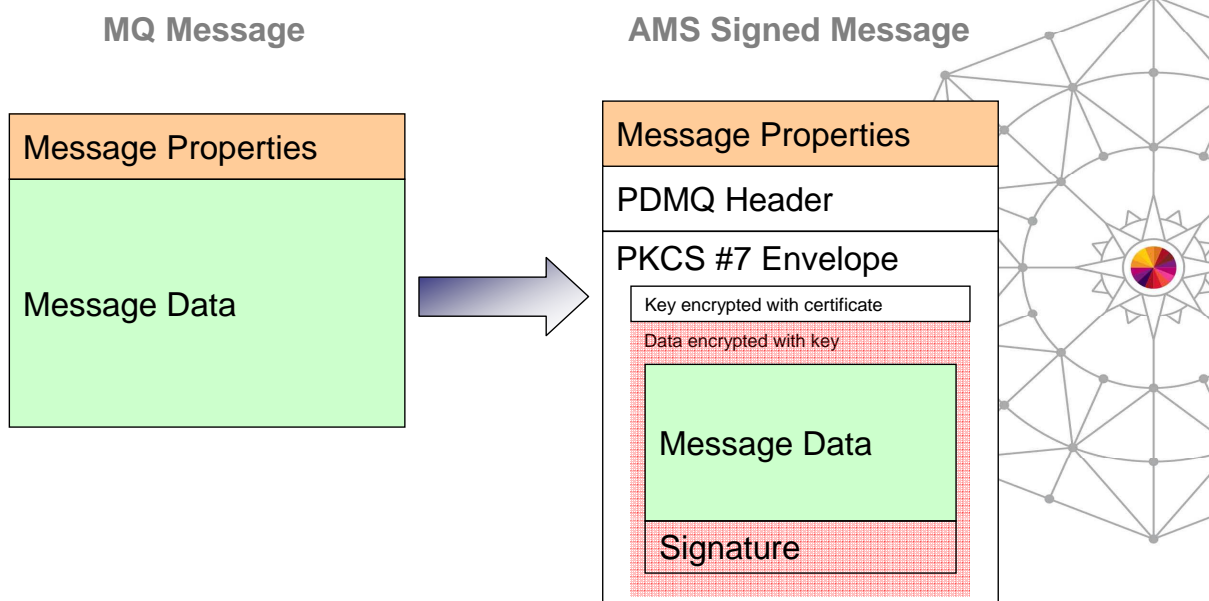 MQ Message
AMS Signed Message
Message Properties
Message Data
Message Properties
PDMQ Header
PKCS #7 Envelope
Key encrypted with certificate
Data encrypted with key
Message Data
Signature